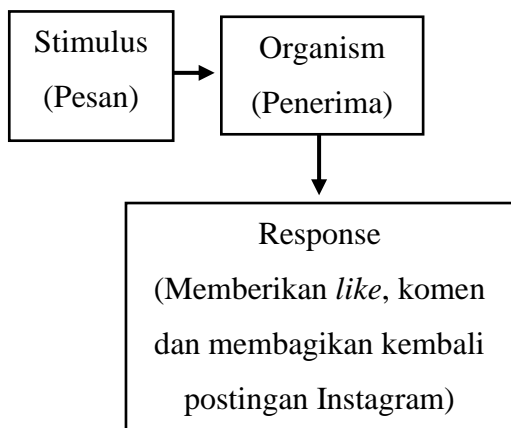 Stimulus
(Pesan)
Organism
(Penerima)
Response
(Memberikan like, komen
dan membagikan kembali
postingan Instagram)